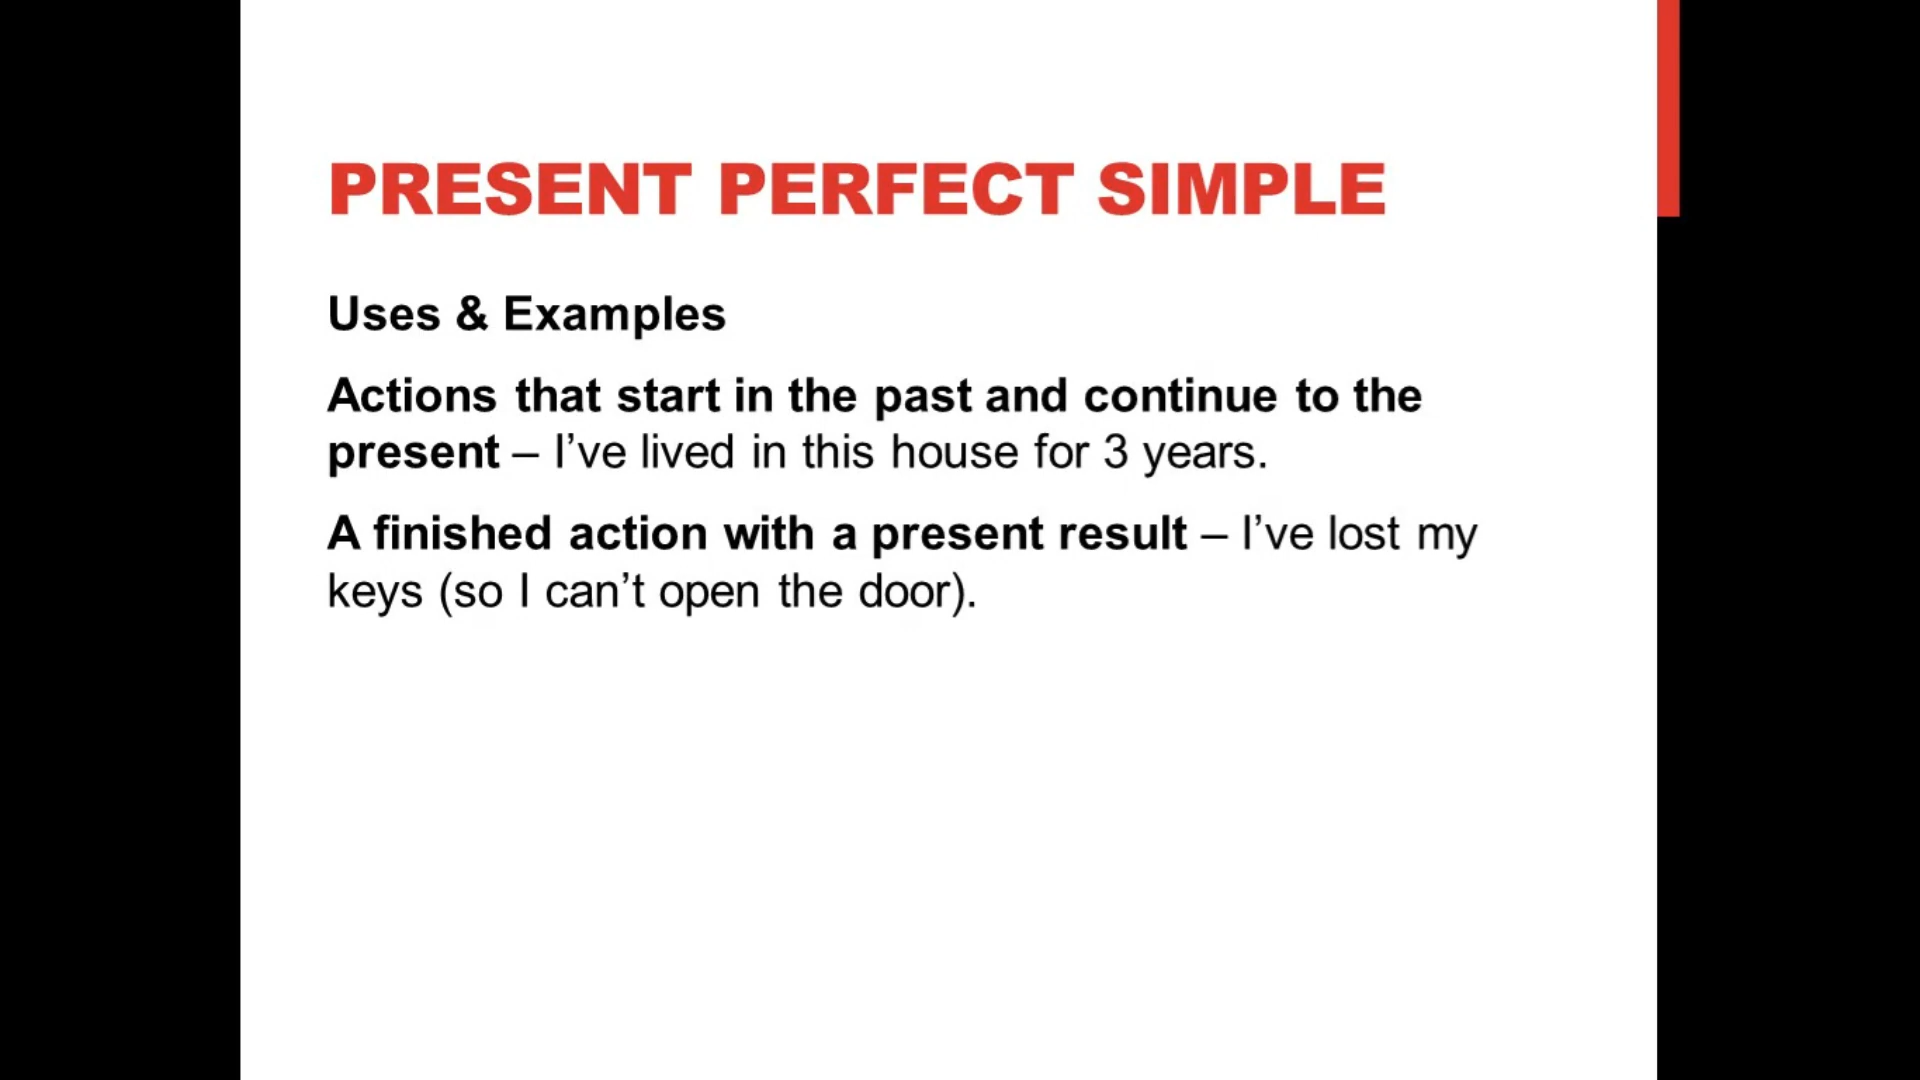 PRESENT PERFECT SIMPLE
Uses & Examples
Actions that start in the past and continue to the
present – I’ve lived in this house for 3 years.
A finished action with a present result – I’ve lost my
keys (so I can’t open the door).